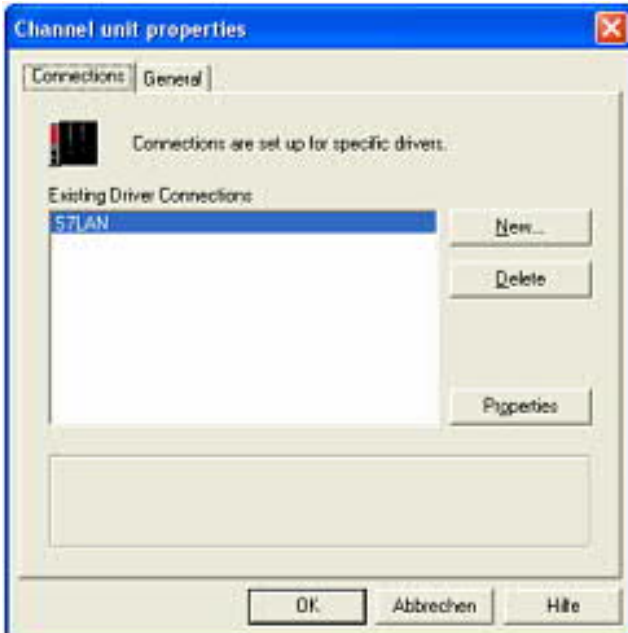 Channel unit properties
Connections General
Connections are set up for specific drivers.
Existing Driver Connections
S7LAN
New...
Delete
Properties
OK Abbrechen Hilfe